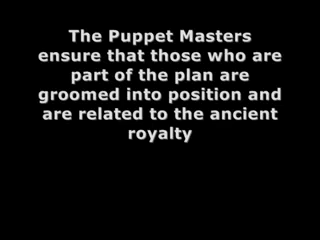 The Puppet Masters
ensure that those who are
part of the plan are
groomed into position and
are related to the ancient
royalty